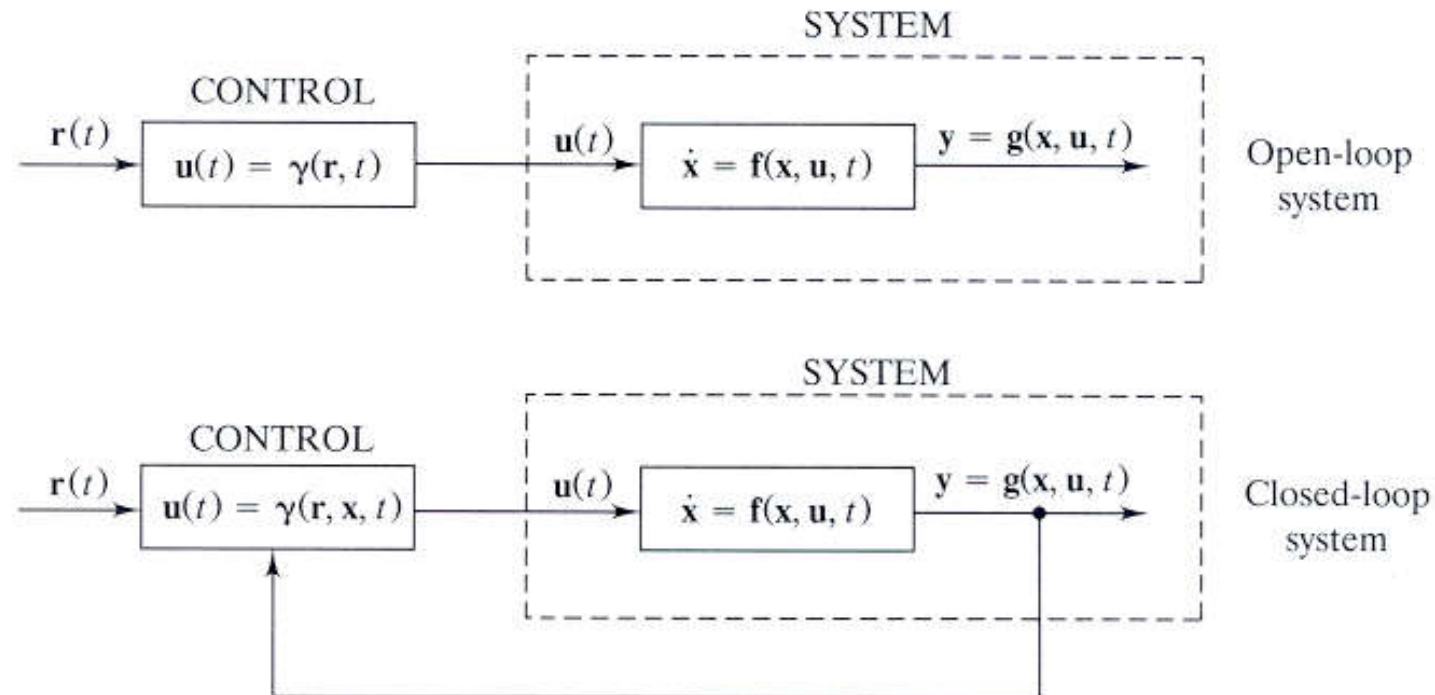 SYSTEM
CONTROL
r(t)
u(t) = γ(r, t)
u(t)
ẋ = f(x, u, t)
y = g(x, u, t)
Open-loop
system
SYSTEM
CONTROL
r(t)
u(t) = γ(r, x, t)
u(t)
ẋ = f(x, u, t)
y = g(x, u, t)
Closed-loop
system